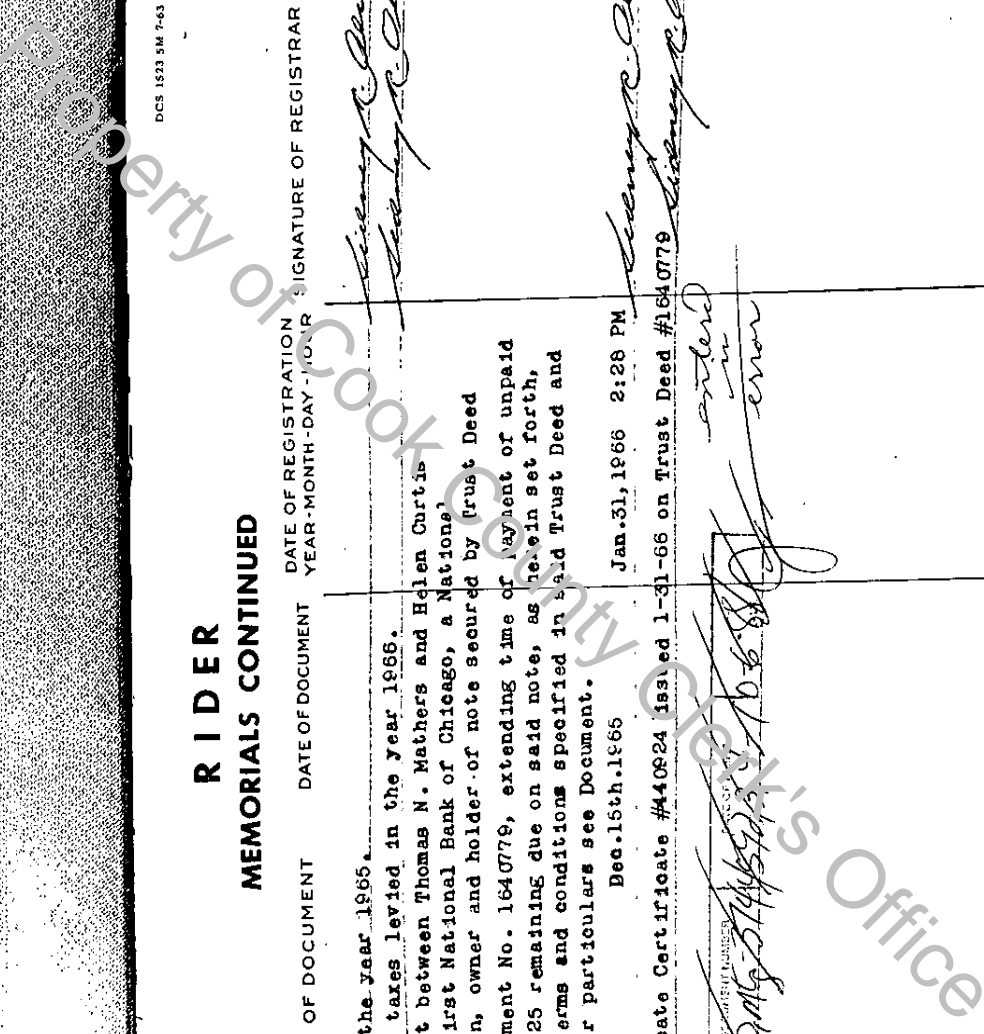 DCS 1523 5M 7-63
RIDER
MEMORIALS CONTINUED
OF DOCUMENT DATE OF DOCUMENT DATE OF REGISTRATION YEAR-MONTH-DAY-HOUR SIGNATURE OF REGISTRAR
the year 1965.
taxes levied in the year 1966.
t between Thomas N. Mathers and Helen Curtis
irst National Bank of Chicago, a National
n, owner and holder of note secured by Trust Deed
ment No. 1640779, extending time of Payment of unpaid
25 remaining due on said note, as herein set forth,
erms and conditions specified in said Trust Deed and
r particulars see Document.
Dec.15th.1965 Jan.31,1966 2:28 PM
ate Certificate #440924 issued 1-31-66 on Trust Deed #1640779
entered
in
error
Property of Cook County Clerk's Office